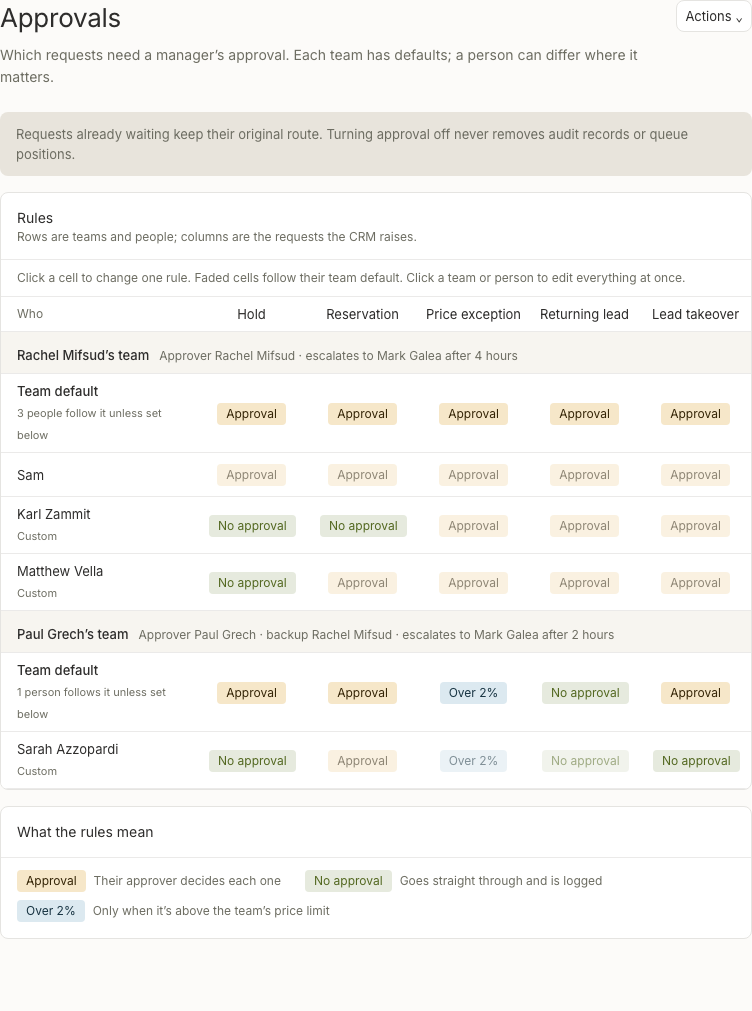 Approvals
Actions
Which requests need a manager’s approval. Each team has defaults; a person can differ where it
matters.
Requests already waiting keep their original route. Turning approval off never removes audit records or queue
positions.
Rules
Rows are teams and people; columns are the requests the CRM raises.
Click a cell to change one rule. Faded cells follow their team default. Click a team or person to edit everything at once.
Who Hold Reservation Price exception Returning lead Lead takeover
Rachel Mifsud’s team Approver Rachel Mifsud · escalates to Mark Galea after 4 hours
Team default
3 people follow it unless set
below
Approval Approval Approval Approval Approval
Sam Approval Approval Approval Approval Approval
Karl Zammit
Custom
No approval No approval Approval Approval Approval
Matthew Vella
Custom
No approval Approval Approval Approval Approval
Paul Grech’s team Approver Paul Grech · backup Rachel Mifsud · escalates to Mark Galea after 2 hours
Team default
1 person follows it unless set
below
Approval Approval Over 2% No approval Approval
Sarah Azzopardi
Custom
No approval Approval Over 2% No approval No approval
What the rules mean
Approval Their approver decides each one No approval Goes straight through and is logged
Over 2% Only when it’s above the team’s price limit